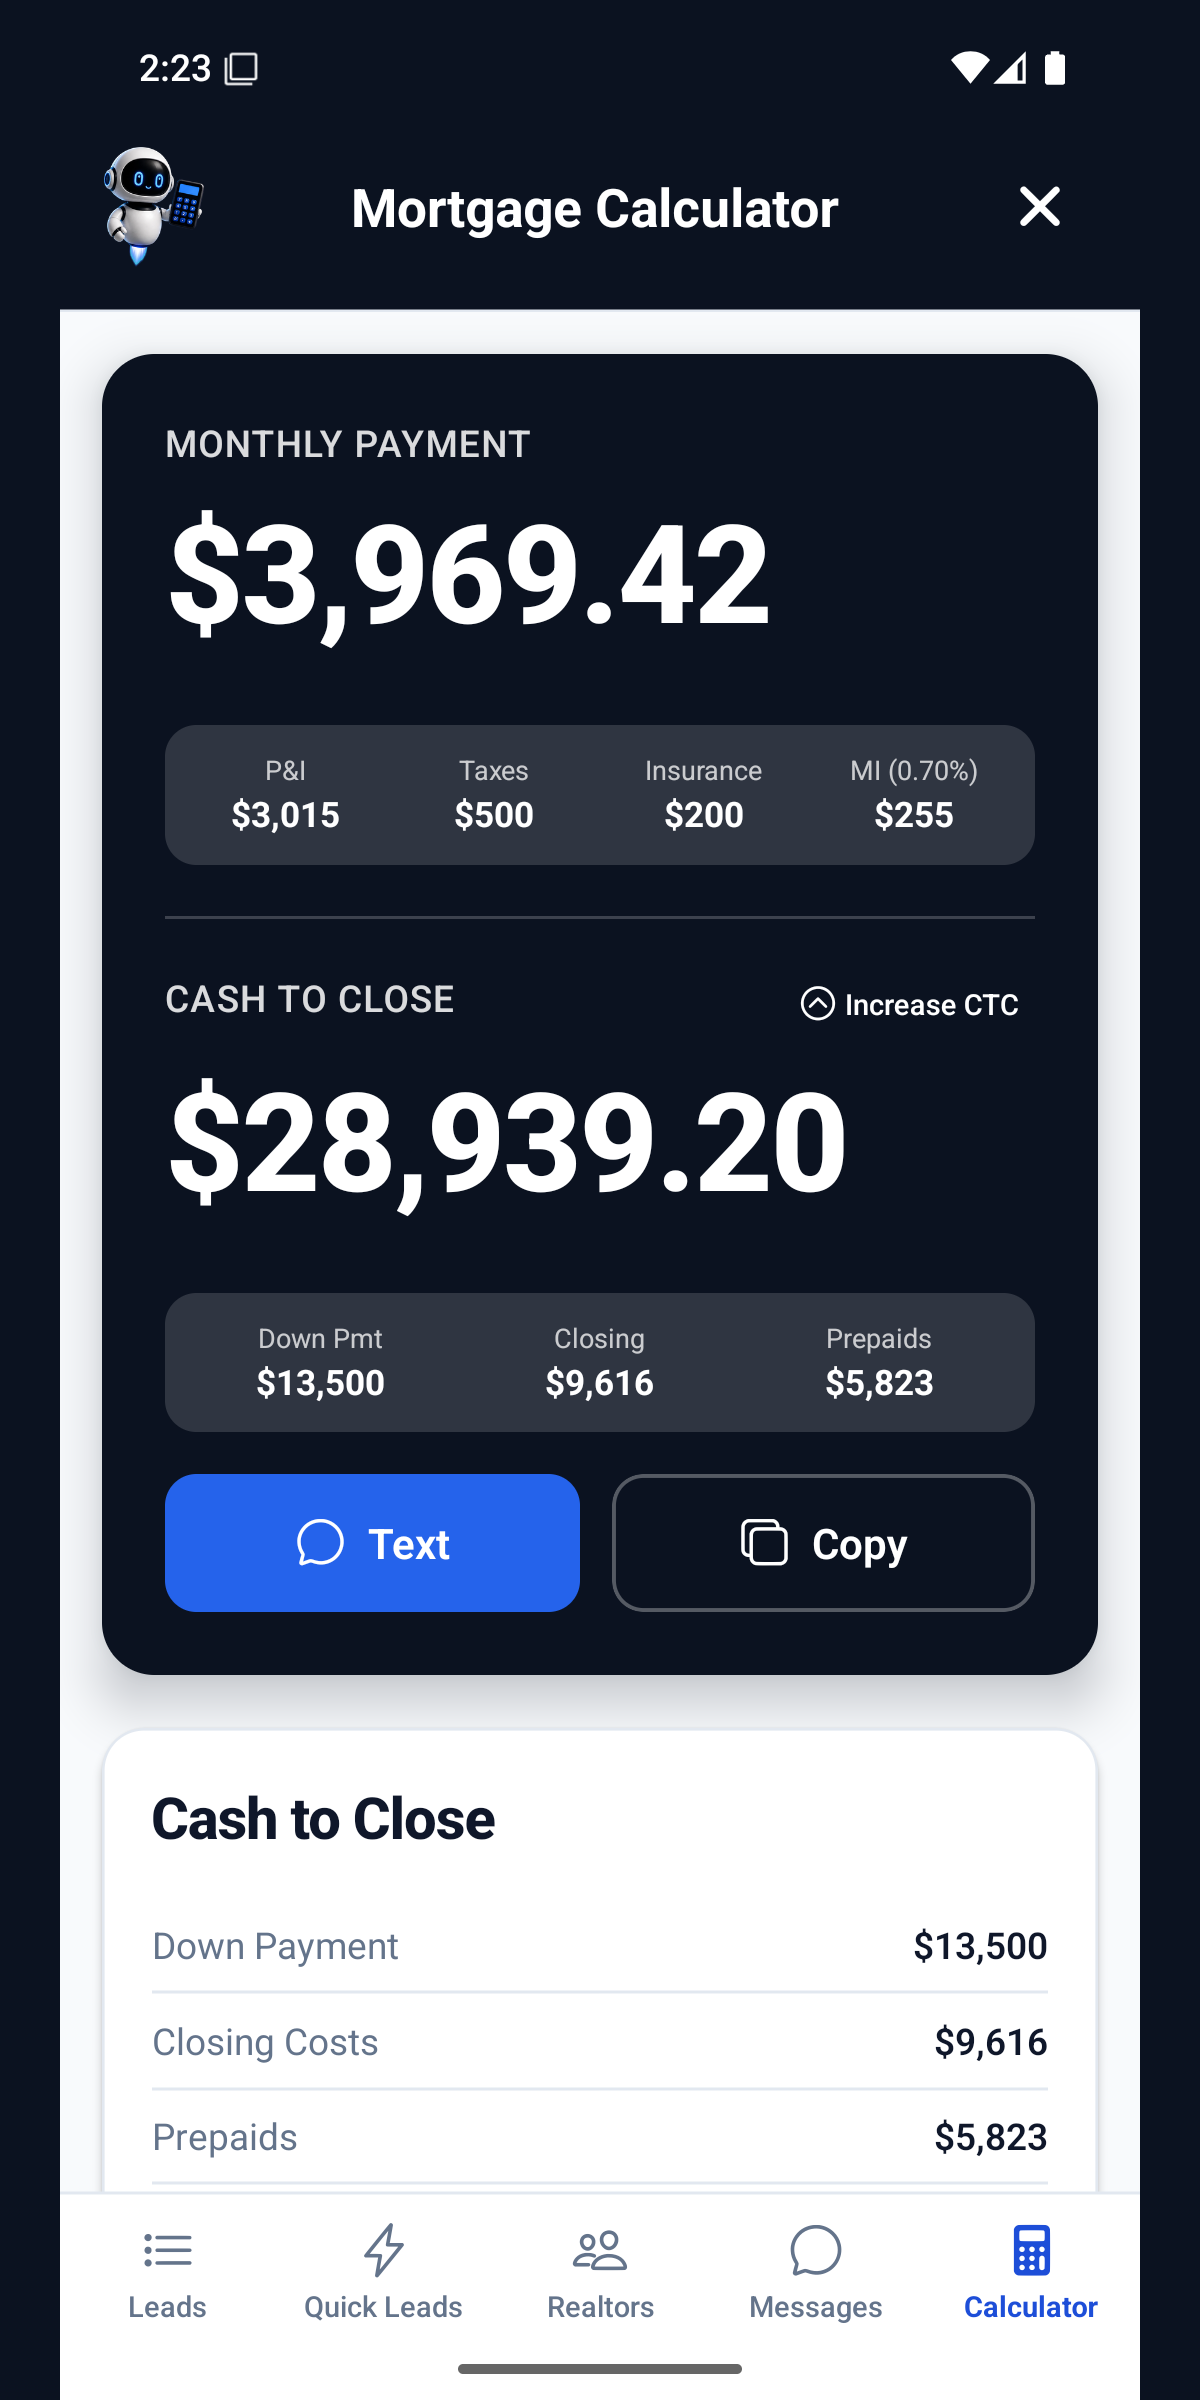 2:23
Mortgage Calculator
MONTHLY PAYMENT
$3,969.42
P&I Taxes Insurance MI (0.70%)
$3,015 $500 $200 $255
CASH TO CLOSE Increase CTC
$28,939.20
Down Pmt Closing Prepaids
$13,500 $9,616 $5,823
Text Copy
Cash to Close
Down Payment $13,500
Closing Costs $9,616
Prepaids $5,823
Leads Quick Leads Realtors Messages Calculator